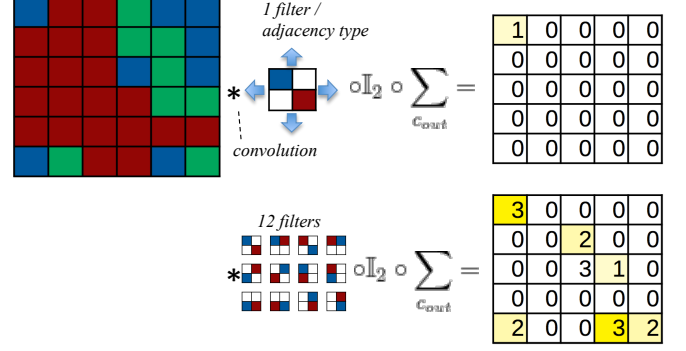 1 filter /
adjacency type
* ∘𝕀₂ ∘ ∑ =
c_out
convolution
1 0 0 0 0
0 0 0 0 0
0 0 0 0 0
0 0 0 0 0
0 0 0 0 0
12 filters
* ∘𝕀₂ ∘ ∑ =
c_out
3 0 0 0 0
0 0 2 0 0
0 0 3 1 0
0 0 0 0 0
2 0 0 3 2